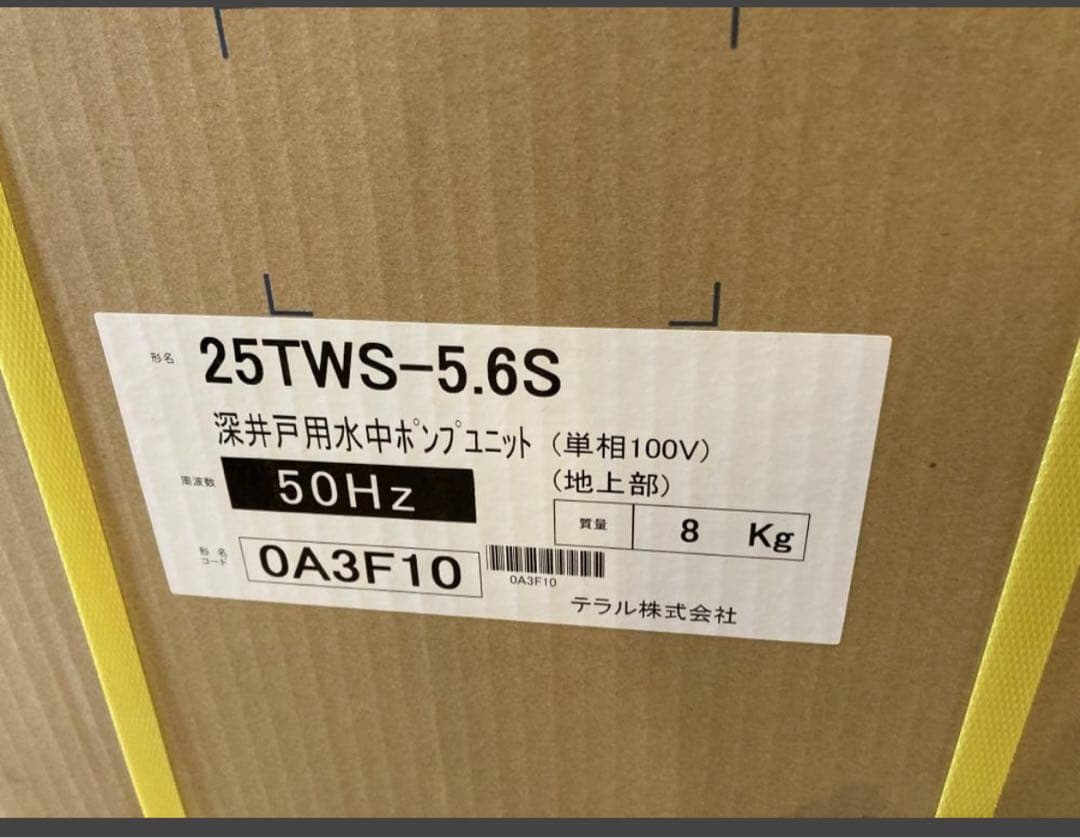 形名 25TWS-5.6S
深井戸用水中ﾎﾟﾝﾌﾟﾕﾆｯﾄ（単相100V）
周波数 50Hz （地上部）
質量 8 Kg
形名コード 0A3F10
0A3F10
テラル株式会社